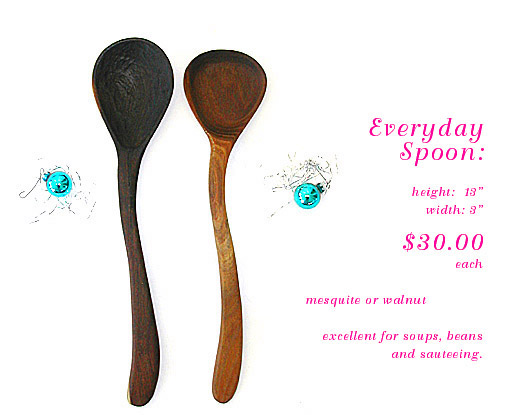 Everyday
Spoon:
height: 13”
width: 3”
$30.00
each
mesquite or walnut
excellent for soups, beans
and sauteeing.